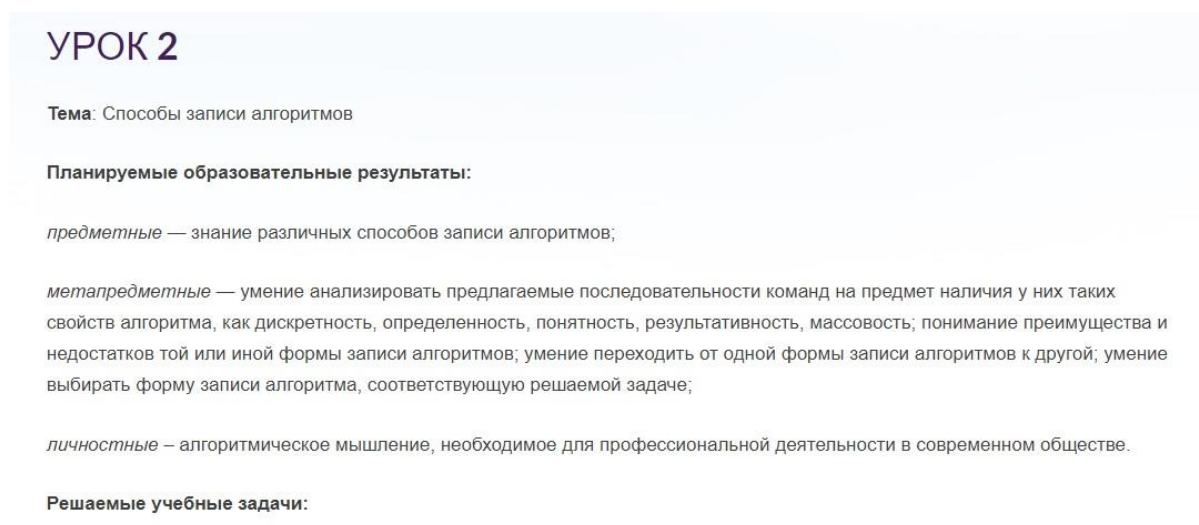 УРОК 2
Тема: Способы записи алгоритмов
Планируемые образовательные результаты:
предметные — знание различных способов записи алгоритмов;
метапредметные — умение анализировать предлагаемые последовательности команд на предмет наличия у них таких
свойств алгоритма, как дискретность, определенность, понятность, результативность, массовость; понимание преимущества и
недостатков той или иной формы записи алгоритмов; умение переходить от одной формы записи алгоритмов к другой; умение
выбирать форму записи алгоритма, соответствующую решаемой задаче;
личностные – алгоритмическое мышление, необходимое для профессиональной деятельности в современном обществе.
Решаемые учебные задачи: